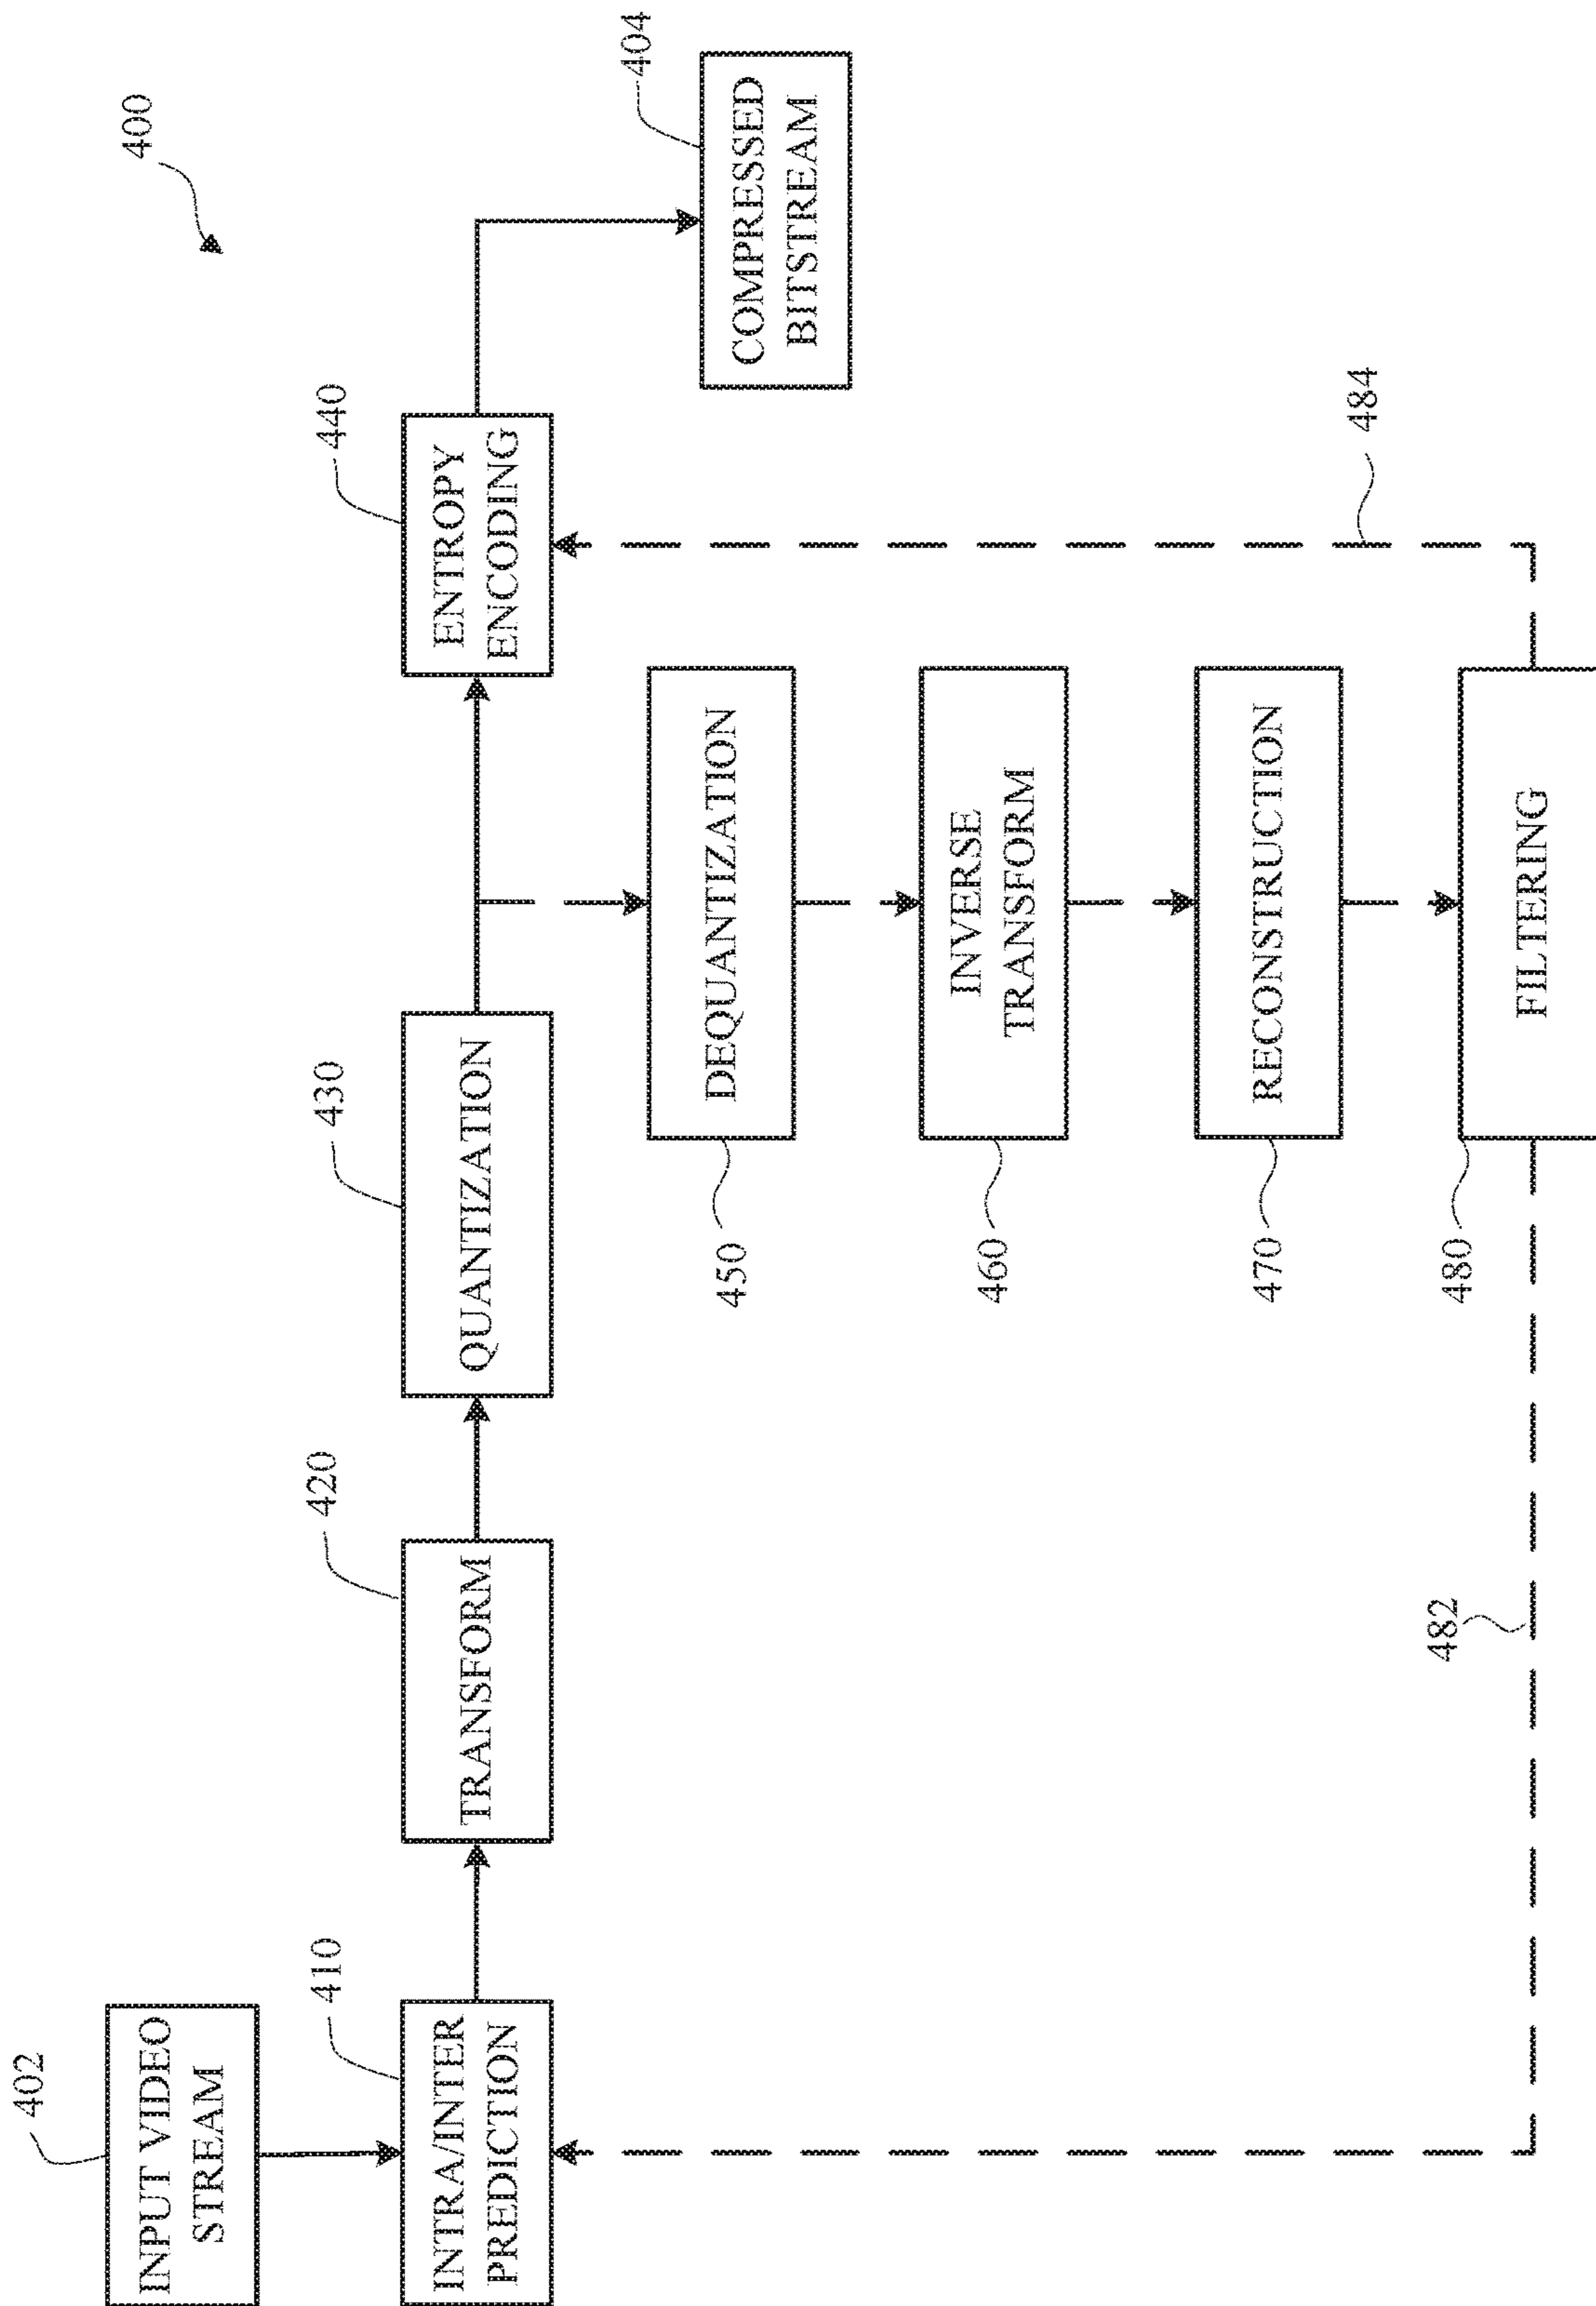 400
402
INPUT VIDEO
STREAM
410
INTRA/INTER
PREDICTION
420
TRANSFORM
430
QUANTIZATION
440
ENTROPY
ENCODING
404
COMPRESSED
BITSTREAM
450
DEQUANTIZATION
460
INVERSE
TRANSFORM
470
RECONSTRUCTION
480
FILTERING
482
484